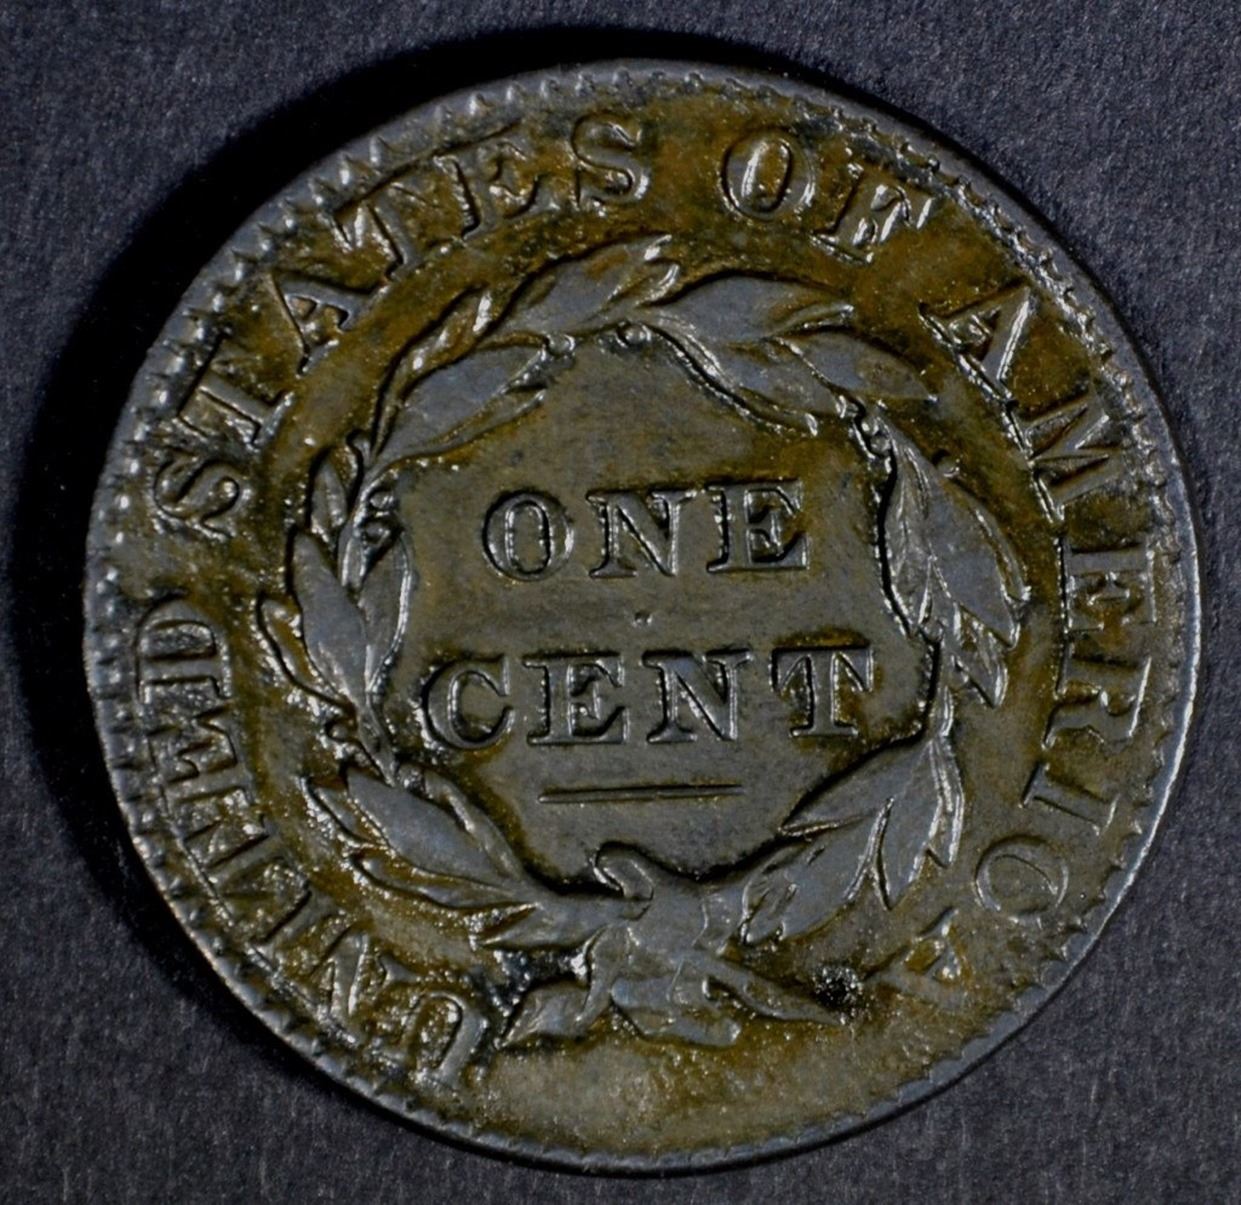 UNITED STATES OF AMERICA
ONE
CENT